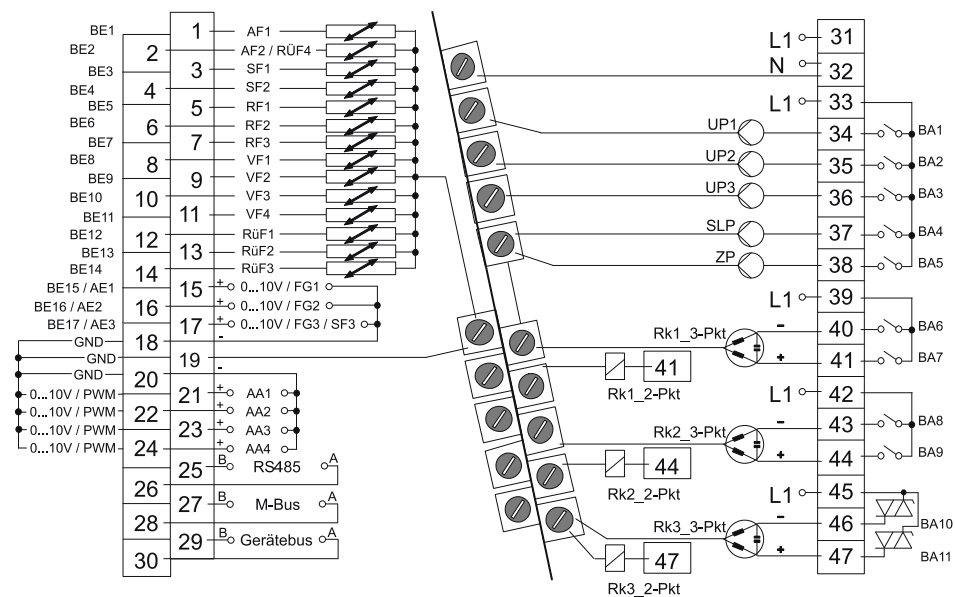 BE1 1 AF1
BE2 2 AF2 / RÜF4
BE3 3 SF1
BE4 4 SF2
BE5 5 RF1
BE6 6 RF2
BE7 7 RF3
BE8 8 VF1
BE9 9 VF2
BE10 10 VF3
BE11 11 VF4
BE12 12 RüF1
BE13 13 RüF2
BE14 14 RüF3
BE15 / AE1 15 + 0...10V / FG1
BE16 / AE2 16 + 0...10V / FG2
BE17 / AE3 17 + 0...10V / FG3 / SF3
GND 18 -
GND 19
GND 20 -
0...10V / PWM 21 + AA1
0...10V / PWM 22 + AA2
0...10V / PWM 23 + AA3
0...10V / PWM 24 + AA4
25 B RS485 A
26
27 B M-Bus A
28
29 B Gerätebus A
30
L1 31
N 32
L1 33
UP1 34 BA1
UP2 35 BA2
UP3 36 BA3
SLP 37 BA4
ZP 38 BA5
L1 39
Rk1_3-Pkt - 40 BA6
+ 41 BA7
41
Rk1_2-Pkt
L1 42
Rk2_3-Pkt - 43 BA8
+ 44 BA9
44
Rk2_2-Pkt
L1 45
Rk3_3-Pkt - 46 BA10
+ 47 BA11
47
Rk3_2-Pkt